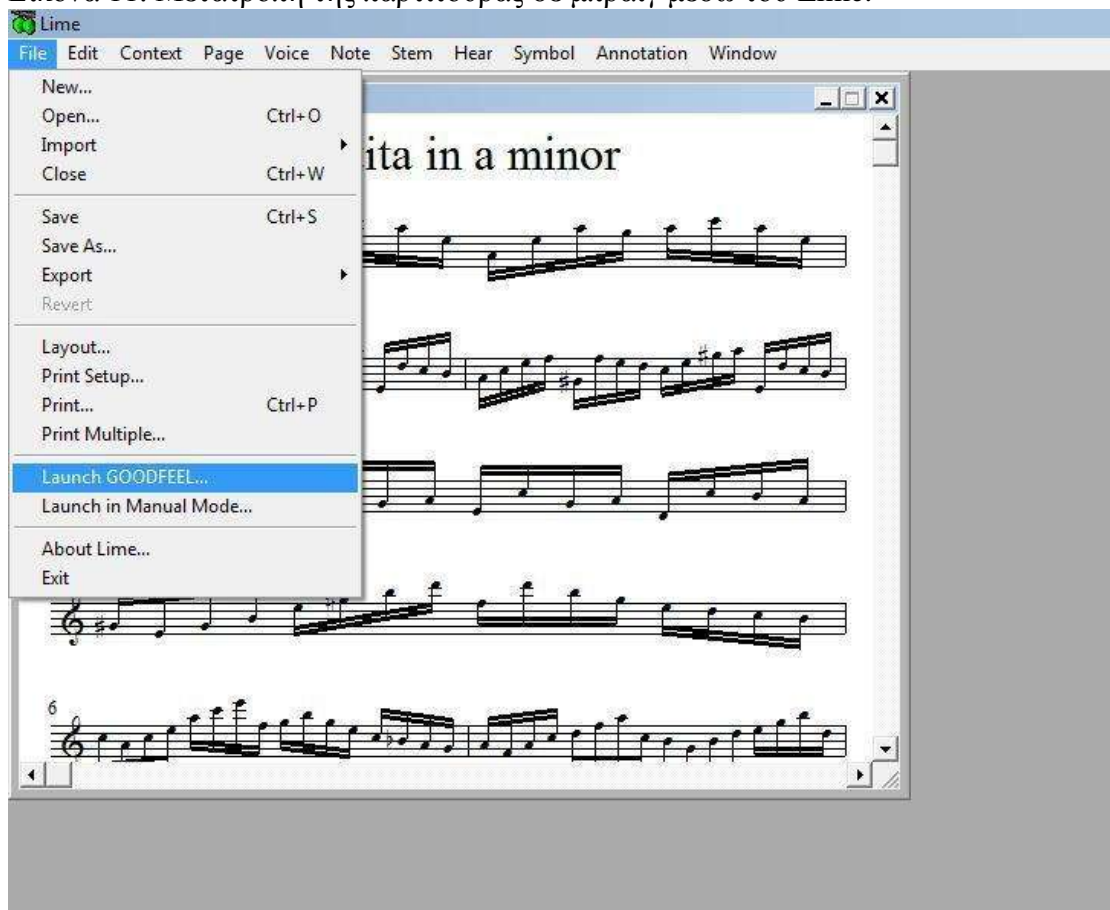 Lime
File Edit Context Page Voice Note Stem Hear Symbol Annotation Window
New...
Open... Ctrl+O
Import
Close Ctrl+W
Save Ctrl+S
Save As...
Export
Revert
Layout...
Print Setup...
Print... Ctrl+P
Print Multiple...
Launch GOODFEEL...
Launch in Manual Mode...
About Lime...
Exit
ita in a minor
6